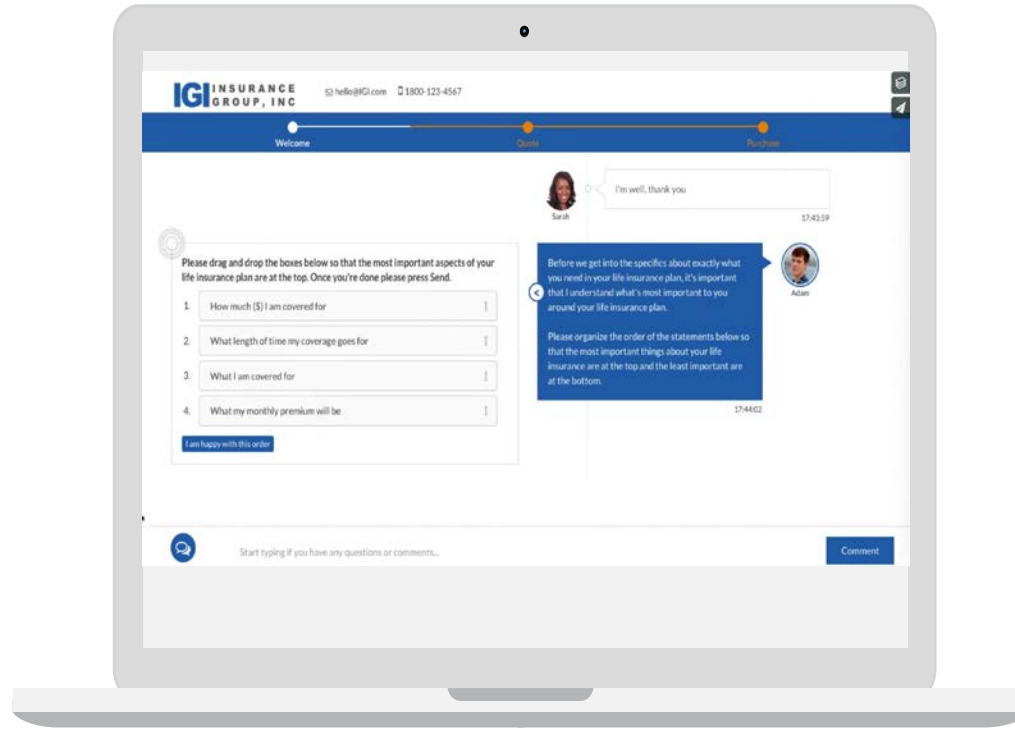 IGI INSURANCE
GROUP, INC
hello@IGI.com 1800-123-4567
Welcome
Quote
Purchase
I'm well, thank you
Sarah
17:43:59
Please drag and drop the boxes below so that the most important aspects of your
life insurance plan are at the top. Once you're done please press Send.
1. How much ($) I am covered for
2. What length of time my coverage goes for
3. What I am covered for
4. What my monthly premium will be
I am happy with this order
Before we get into the specifics about exactly what
you need in your life insurance plan, it's important
that I understand what's most important to you
around your life insurance plan.
Please organize the order of the statements below so
that the most important things about your life
insurance are at the top and the least important are
at the bottom.
Adam
17:44:02
Start typing if you have any questions or comments...
Comment